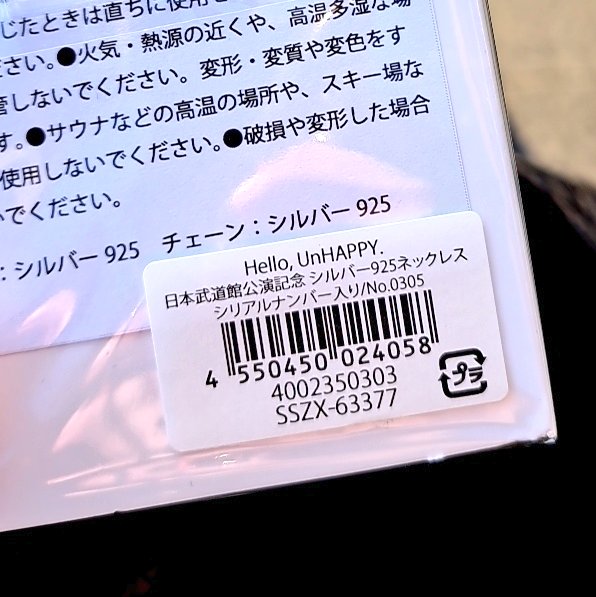 じたときは直ちに使用を
さい。●火気・熱源の近くや、高温多湿な場
管しないでください。変形・変質や変色をす
す。●サウナなどの高温の場所や、スキー場な
使用しないでください。●破損や変形した場合
いでください。
：シルバー 925 チェーン：シルバー 925
Hello, UnHAPPY.
日本武道館公演記念 シルバー925ネックレス
シリアルナンバー入り/No.0305
4 550450 024058
4002350303
SSZX-63377
プラ